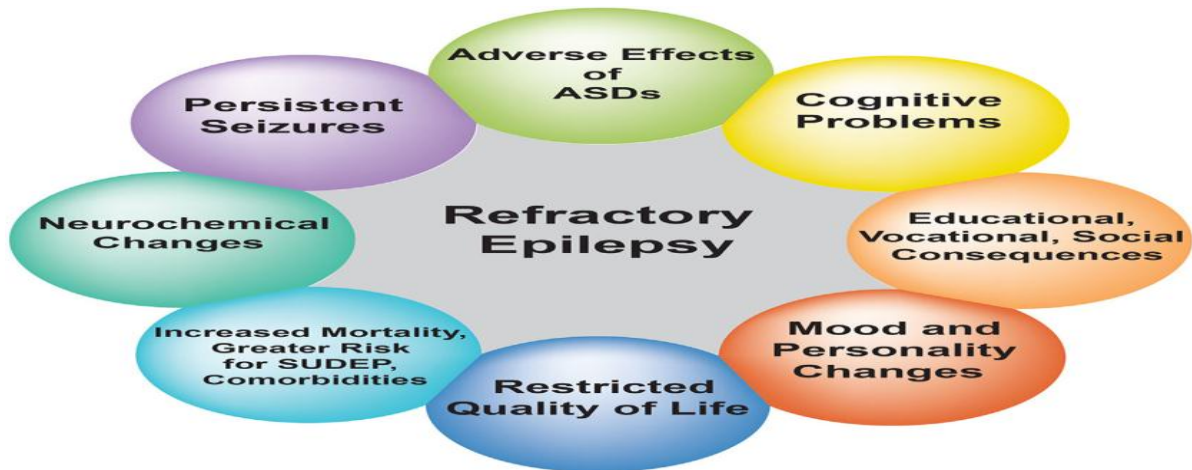 Adverse Effects
of
ASDs
Persistent
Seizures
Cognitive
Problems
Neurochemical
Changes
Refractory
Epilepsy
Educational,
Vocational, Social
Consequences
Increased Mortality,
Greater Risk
for SUDEP,
Comorbidities
Mood and
Personality
Changes
Restricted
Quality of Life